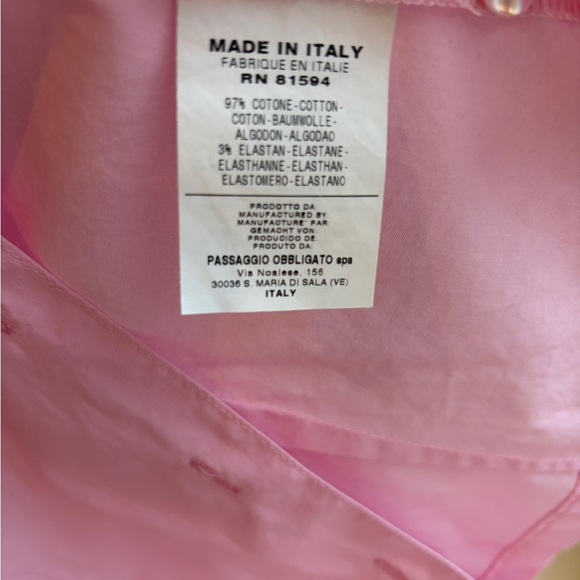 MADE IN ITALY
FABRIQUE EN ITALIE
RN 81594
97% COTONE-COTTON-
COTON-BAUMWOLLE-
ALGODON-ALGODAO
3% ELASTAN-ELASTANE-
ELASTHANNE-ELASTHAN-
ELASTOMERO-ELASTANO
PRODOTTO DA:
MANUFACTURED BY
MANUFACTURE' PAR
GEMACHT VON:
PRODUCIDO DE:
PRODUTO DA:
PASSAGGIO OBBLIGATO spa
Via Noalese, 156
30036 S. MARIA DI SALA (VE)
ITALY